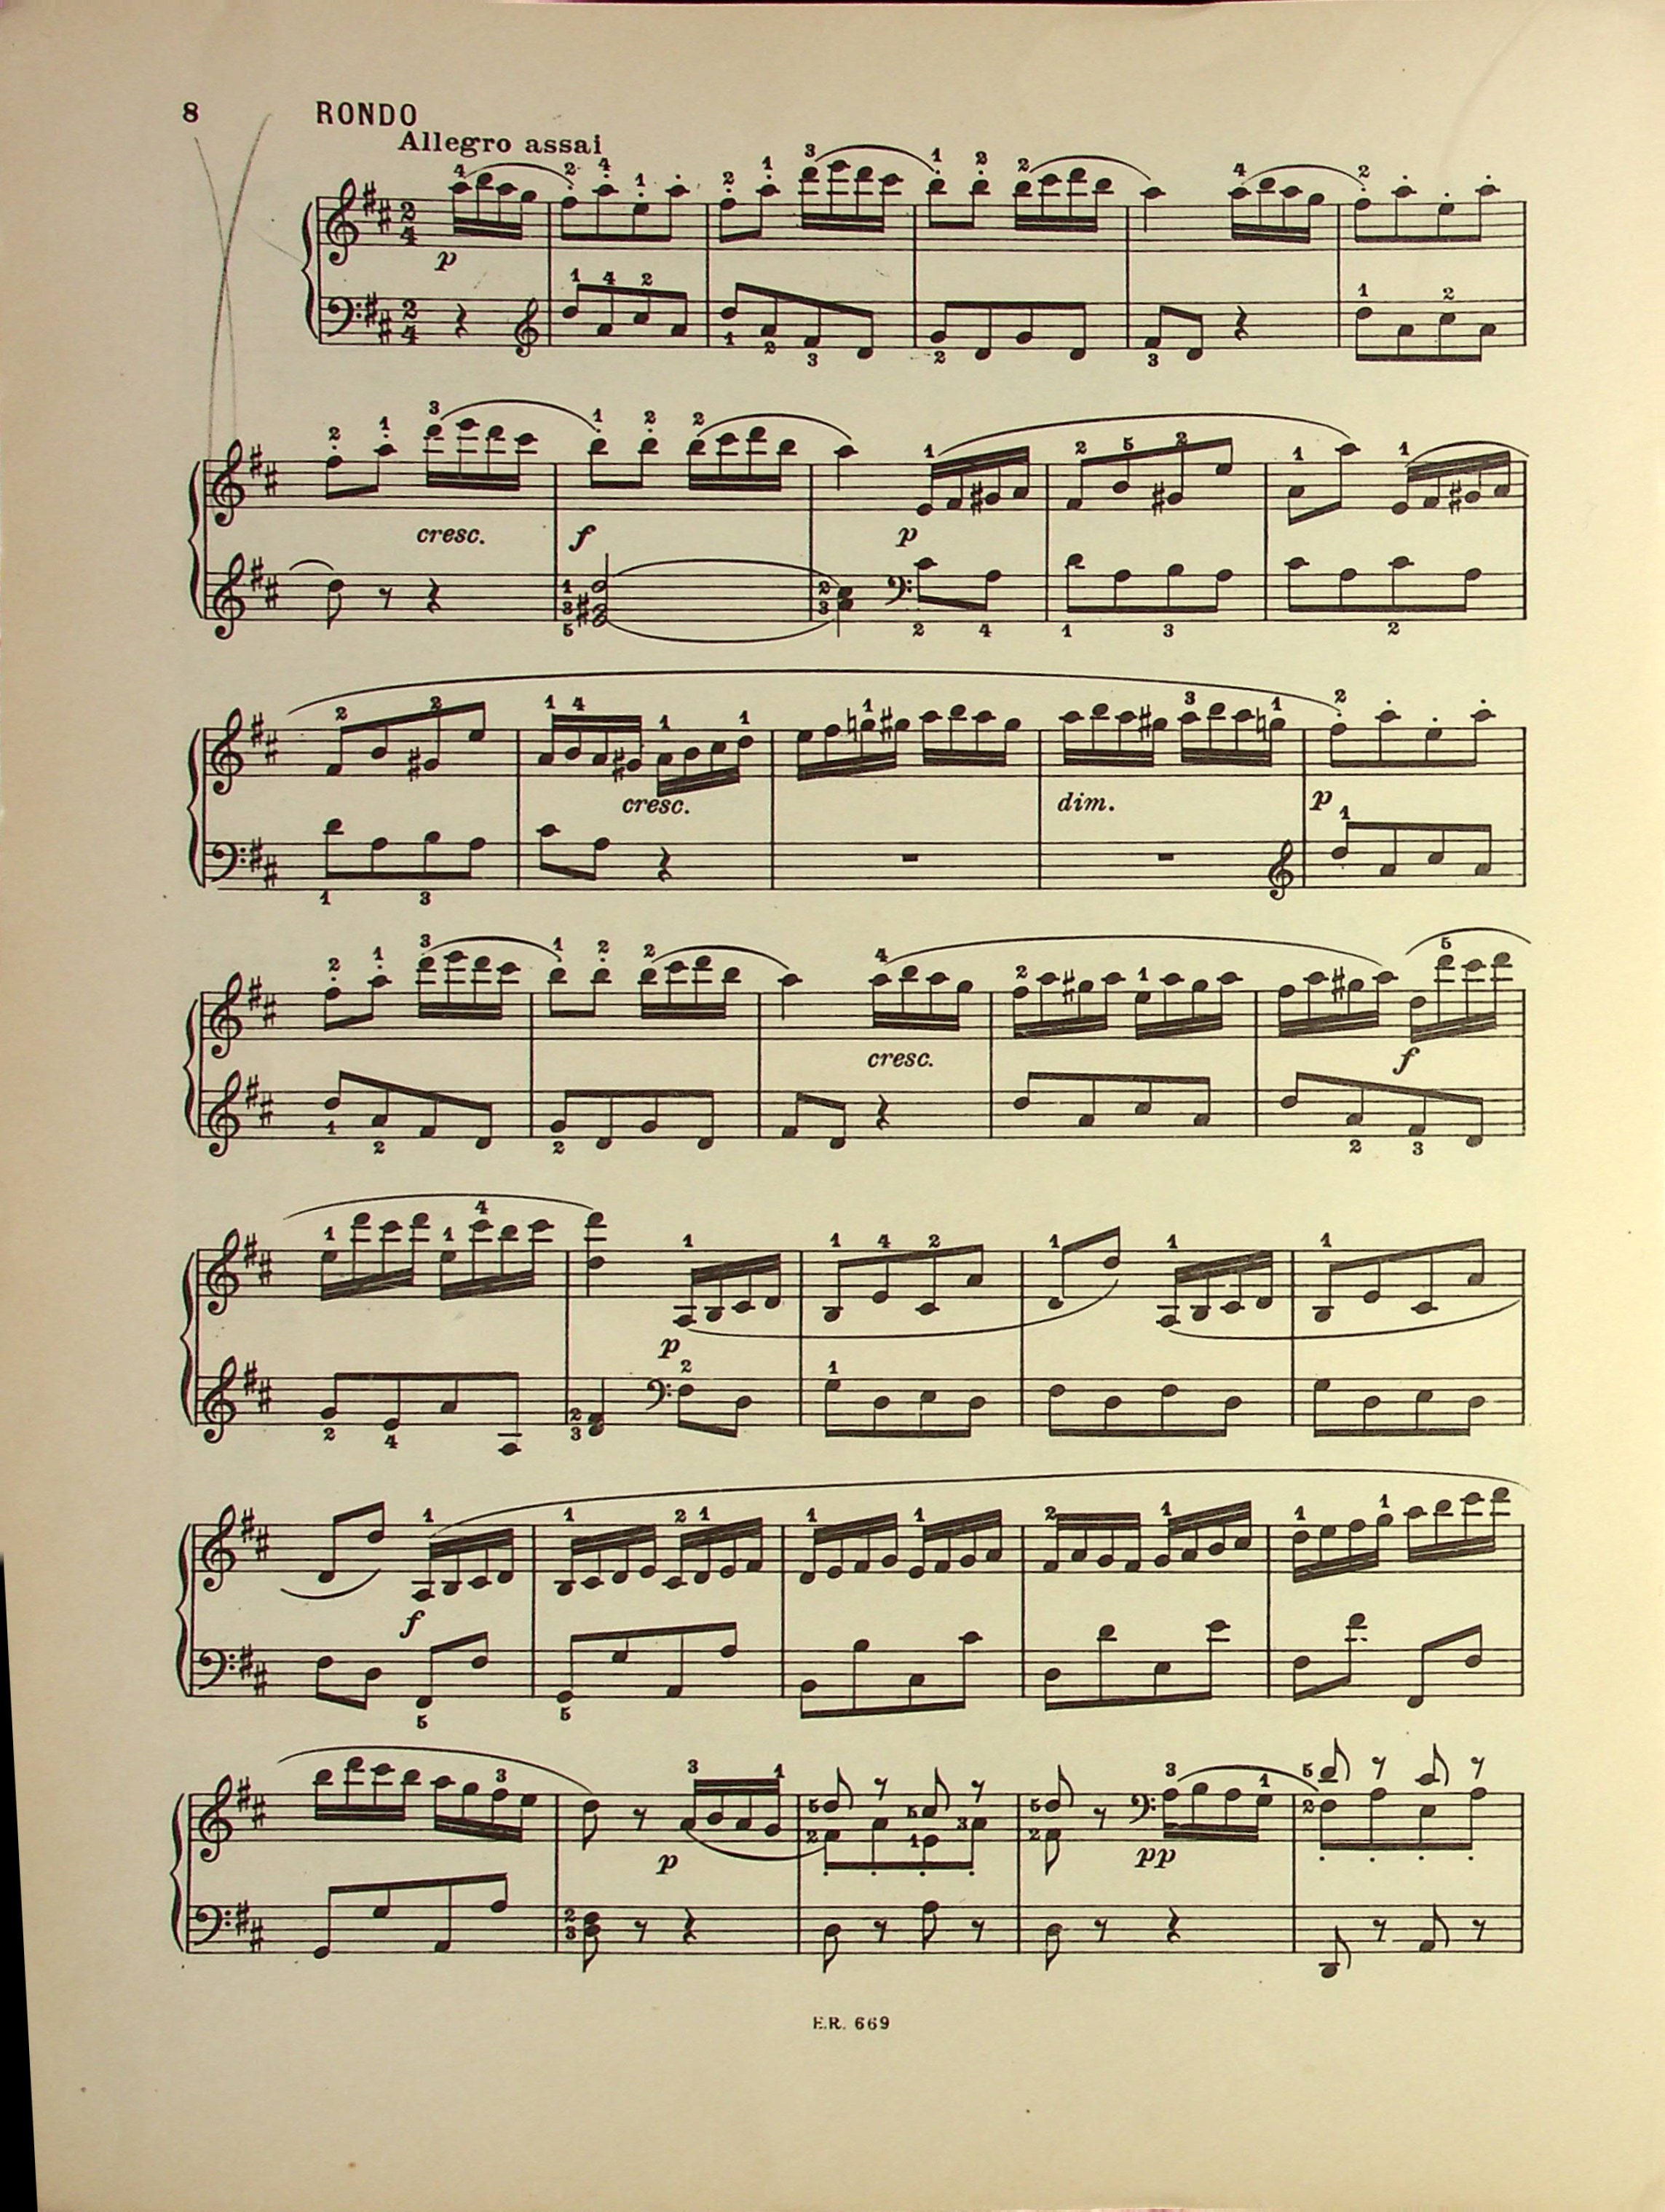 8 RONDO
Allegro assai
p
cresc. f p
cresc. dim. p
cresc. f
p
f
p pp
E.R. 669